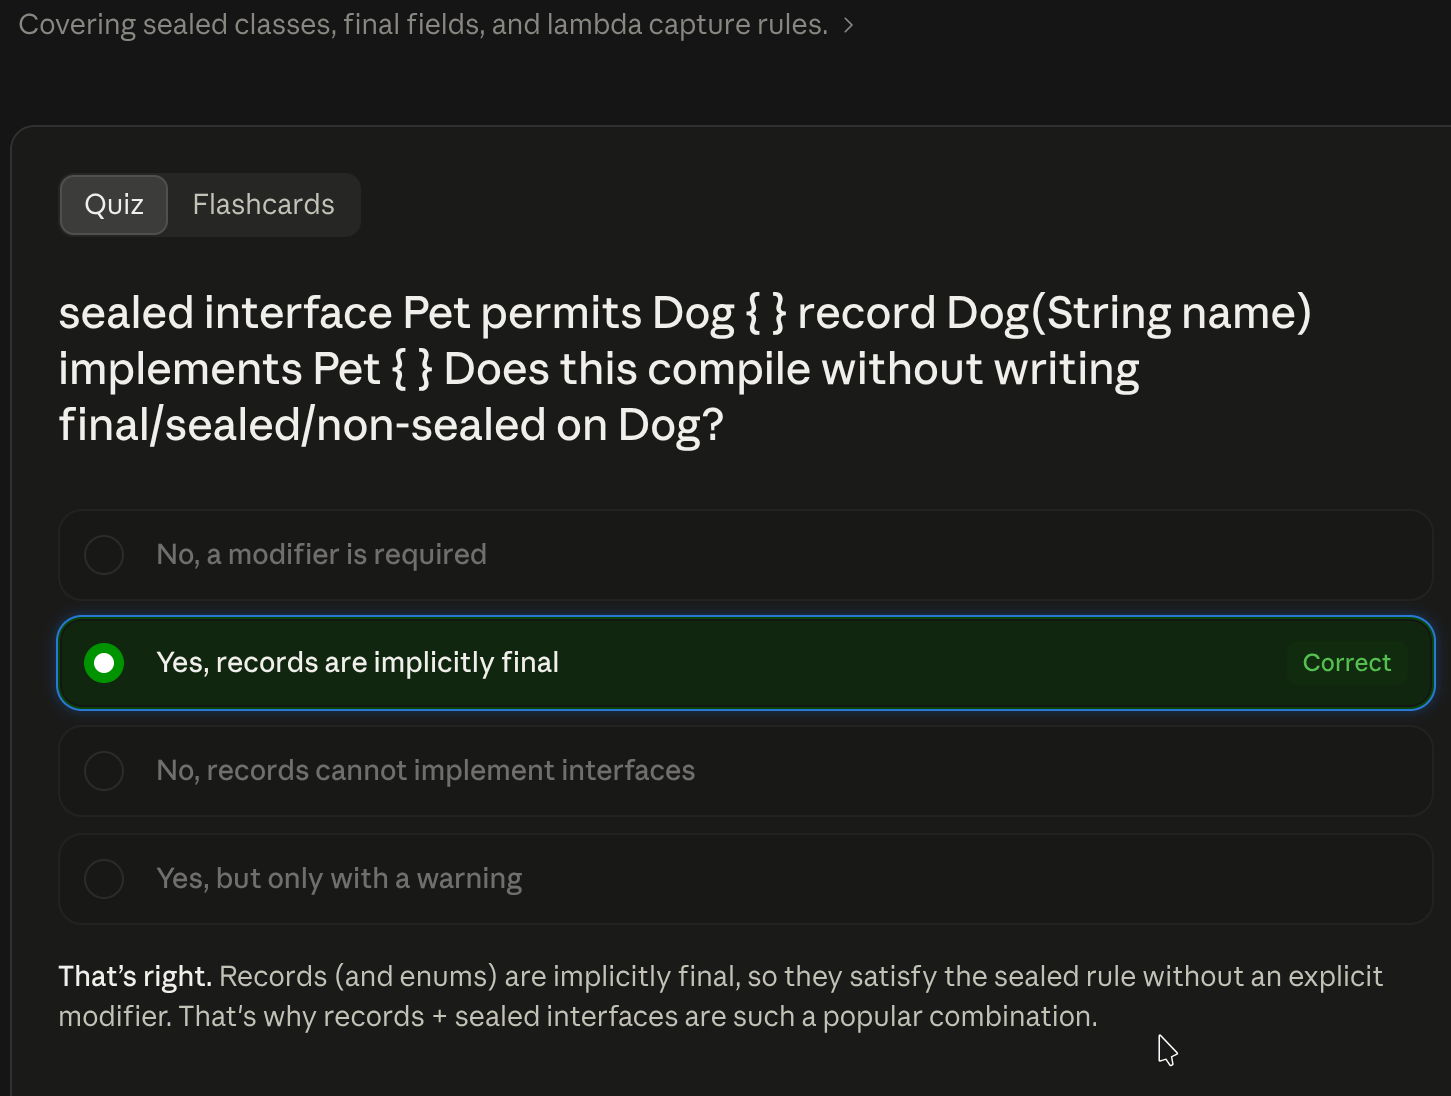 Covering sealed classes, final fields, and lambda capture rules.
Quiz
Flashcards
sealed interface Pet permits Dog { } record Dog(String name)
implements Pet { } Does this compile without writing
final/sealed/non-sealed on Dog?
No, a modifier is required
Yes, records are implicitly final
Correct
No, records cannot implement interfaces
Yes, but only with a warning
That’s right. Records (and enums) are implicitly final, so they satisfy the sealed rule without an explicit
modifier. That's why records + sealed interfaces are such a popular combination.